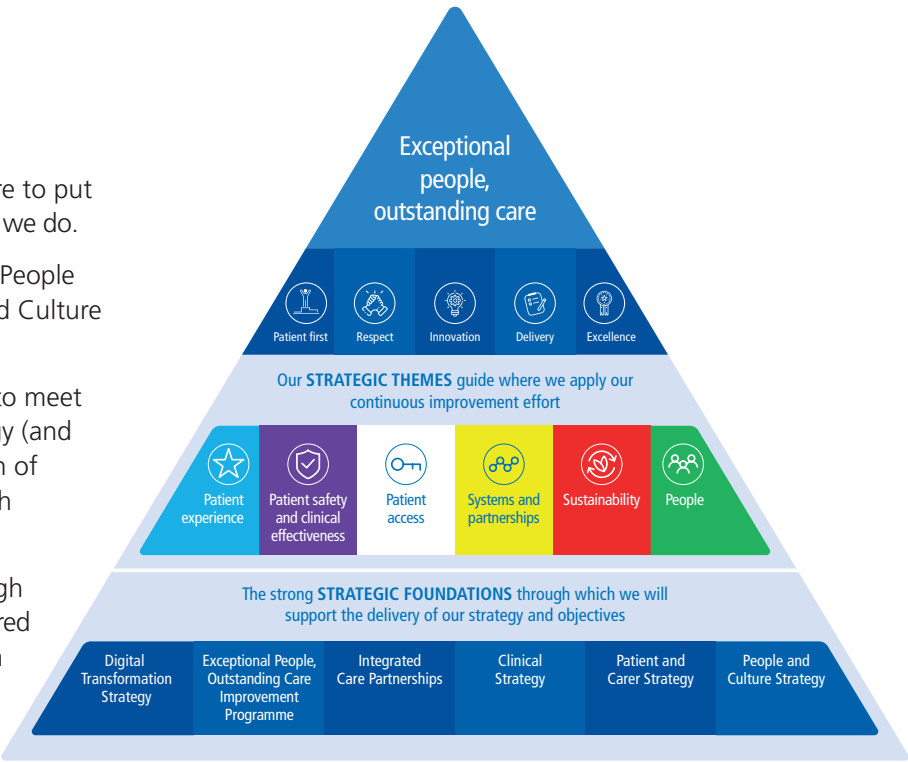 re to put
we do.
People
d Culture
to meet
gy (and
n of
h
gh
red
Exceptional
people,
outstanding care
Patient first
Respect
Innovation
Delivery
Excellence
Our STRATEGIC THEMES guide where we apply our
continuous improvement effort
Patient
experience
Patient safety
and clinical
effectiveness
Patient
access
Systems and
partnerships
Sustainability
People
The strong STRATEGIC FOUNDATIONS through which we will
support the delivery of our strategy and objectives
Digital
Transformation
Strategy
Exceptional People,
Outstanding Care
Improvement
Programme
Integrated
Care Partnerships
Clinical
Strategy
Patient and
Carer Strategy
People and
Culture Strategy